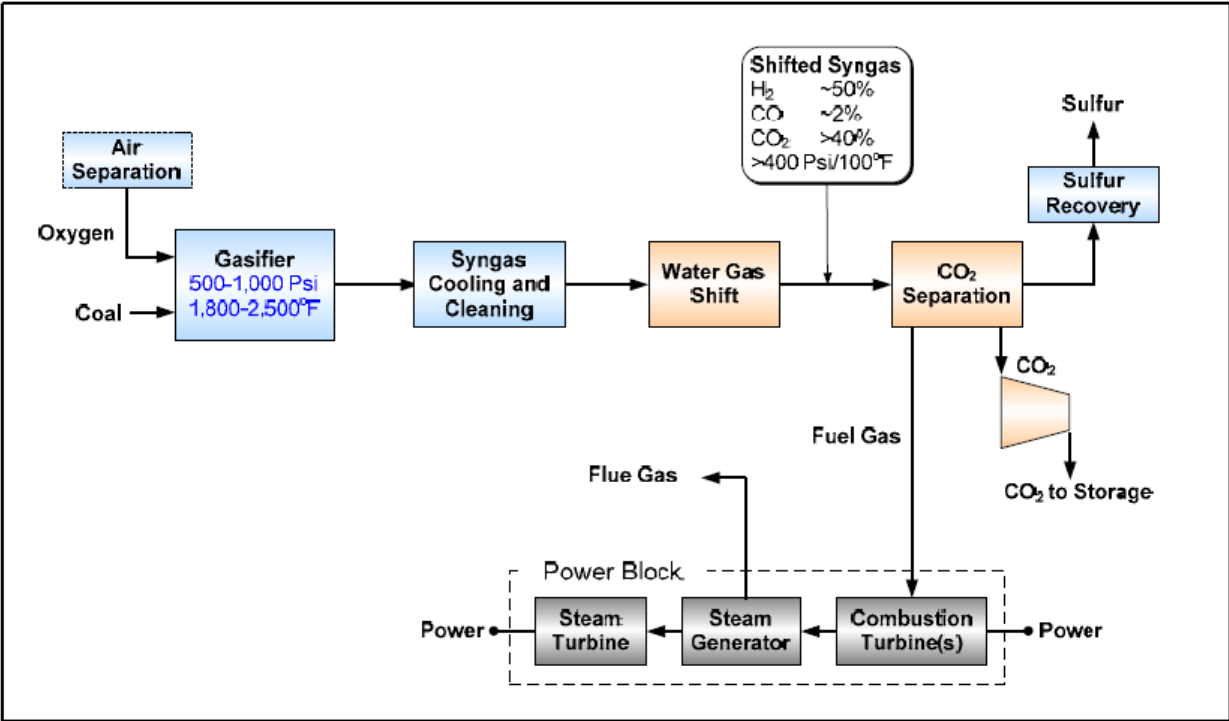 Shifted Syngas
H₂ ~50%
CO ~2%
CO₂ >40%
>400 Psi/100°F
Sulfur
Air
Separation
Sulfur
Recovery
Oxygen
Gasifier
500-1,000 Psi
1,800-2,500°F
Coal
Syngas
Cooling and
Cleaning
Water Gas
Shift
CO₂
Separation
CO₂
Fuel Gas
CO₂ to Storage
Flue Gas
Power Block
Power
Steam
Turbine
Steam
Generator
Combustion
Turbine(s)
Power